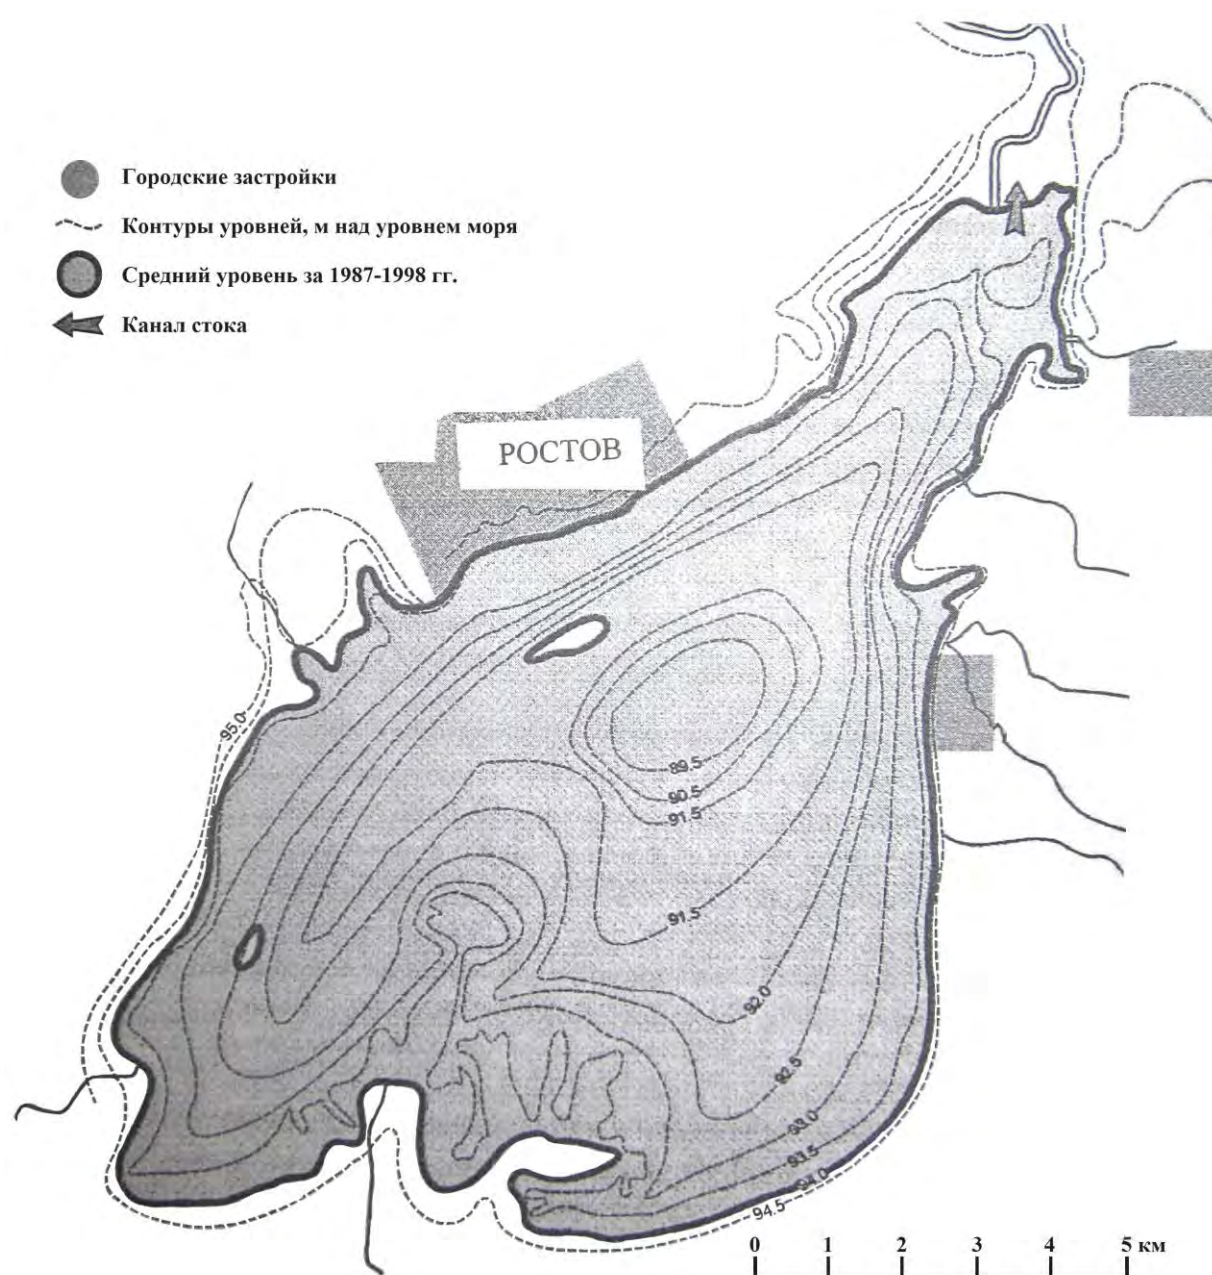 Городские застройки
Контуры уровней, м над уровнем моря
Средний уровень за 1987-1998 гг.
Канал стока
РОСТОВ
95.0
89.5
90.5
91.5
91.5
92.0
92.5
93.0
93.5
94.0
94.5
0 1 2 3 4 5 км